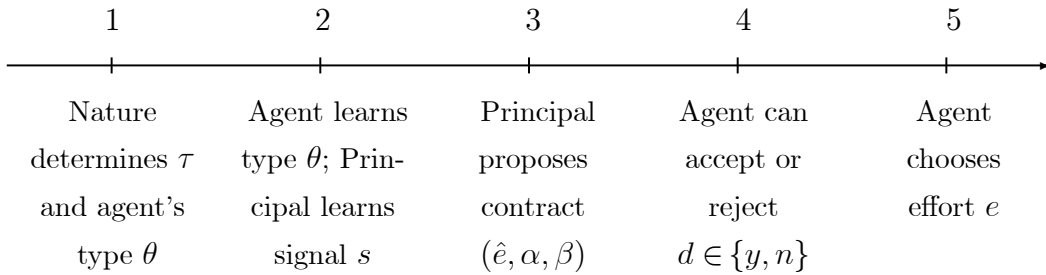 1 2 3 4 5
Nature
determines τ
and agent's
type θ
Agent learns
type θ; Prin-
cipal learns
signal s
Principal
proposes
contract
(ê, α, β)
Agent can
accept or
reject
d ∈ {y, n}
Agent
chooses
effort e